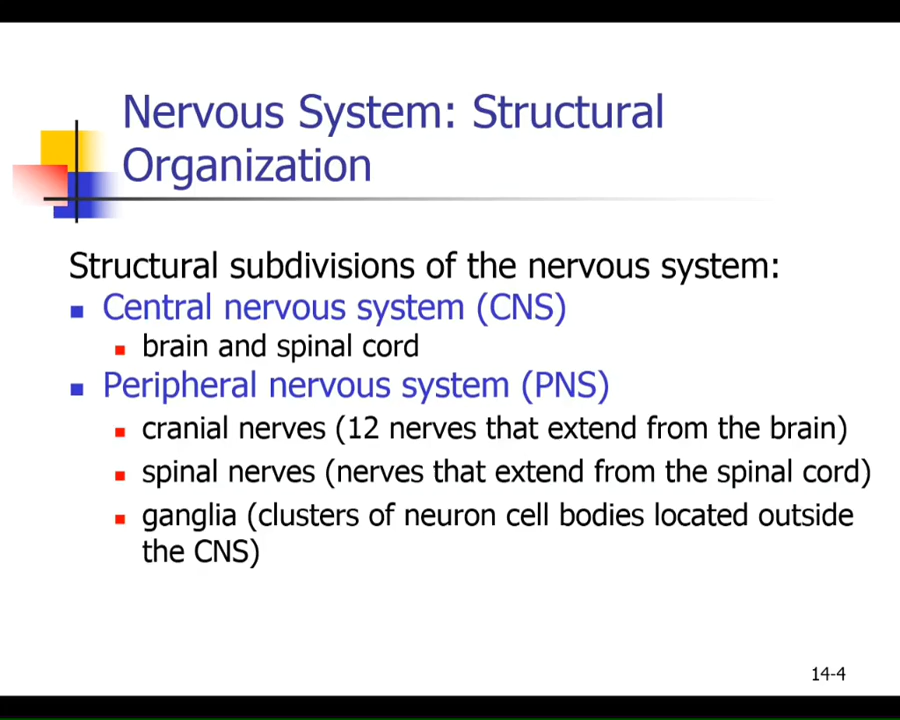 Nervous System: Structural
Organization
Structural subdivisions of the nervous system:
Central nervous system (CNS)
brain and spinal cord
Peripheral nervous system (PNS)
cranial nerves (12 nerves that extend from the brain)
spinal nerves (nerves that extend from the spinal cord)
ganglia (clusters of neuron cell bodies located outside
the CNS)
14-4